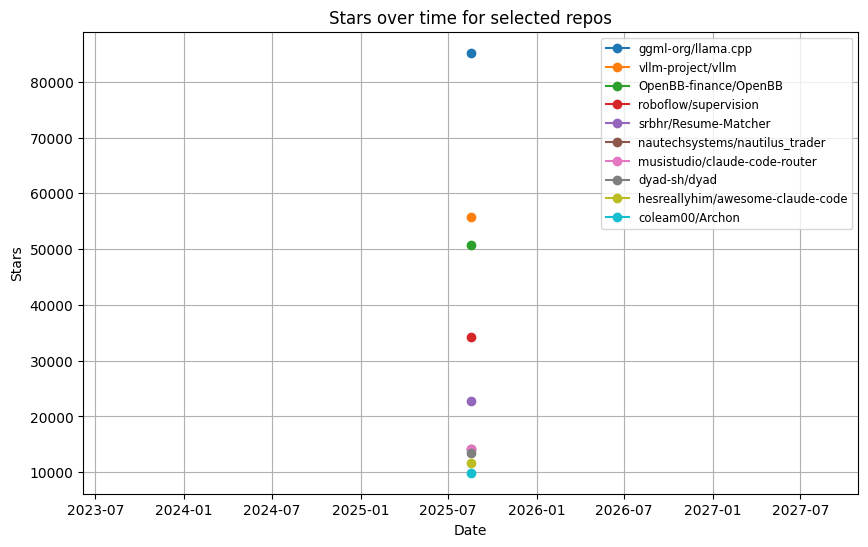 Stars over time for selected repos
ggml-org/llama.cpp
vllm-project/vllm
OpenBB-finance/OpenBB
roboflow/supervision
srbhr/Resume-Matcher
nautechsystems/nautilus_trader
musistudio/claude-code-router
dyad-sh/dyad
hesreallyhim/awesome-claude-code
coleam00/Archon
Stars
80000
70000
60000
50000
40000
30000
20000
10000
2023-07 2024-01 2024-07 2025-01 2025-07 2026-01 2026-07 2027-01 2027-07
Date